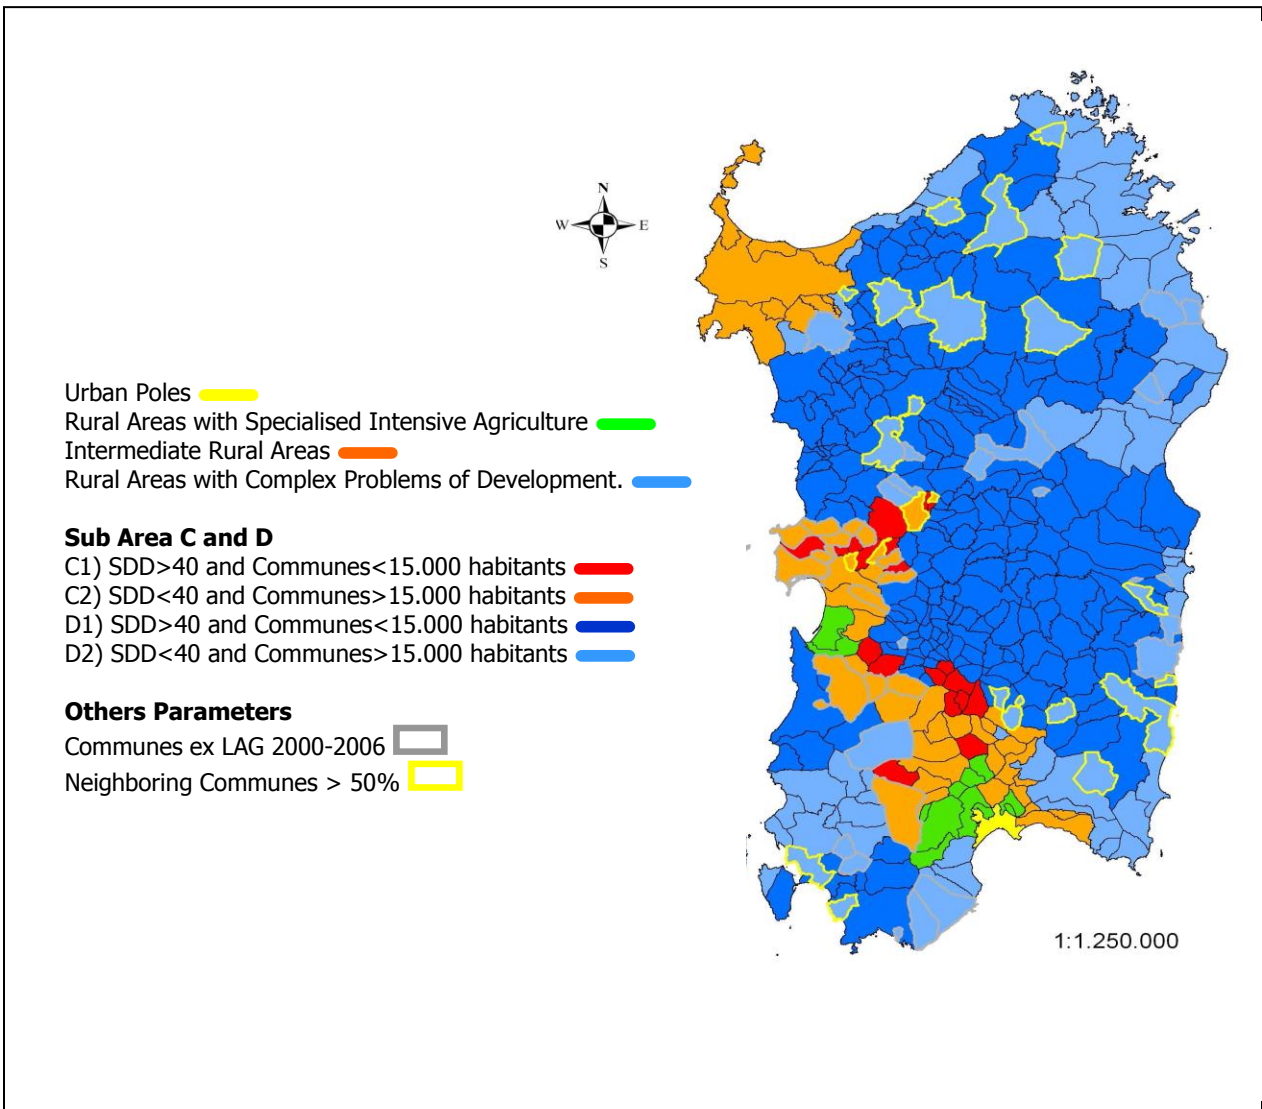 N
W E
S
Urban Poles
Rural Areas with Specialised Intensive Agriculture
Intermediate Rural Areas
Rural Areas with Complex Problems of Development.
Sub Area C and D
C1) SDD>40 and Communes<15.000 habitants
C2) SDD<40 and Communes>15.000 habitants
D1) SDD>40 and Communes<15.000 habitants
D2) SDD<40 and Communes>15.000 habitants
Others Parameters
Communes ex LAG 2000-2006
Neighboring Communes > 50%
1:1.250.000